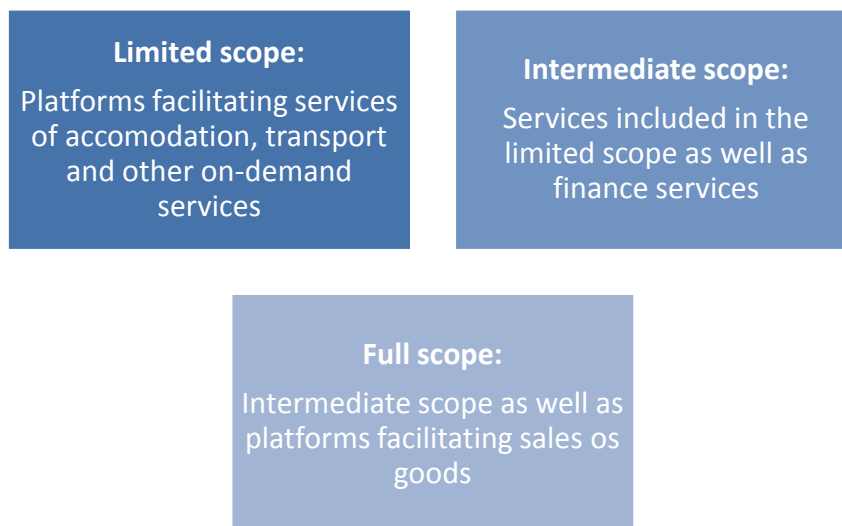 Limited scope:
Platforms facilitating services
of accomodation, transport
and other on-demand
services
Intermediate scope:
Services included in the
limited scope as well as
finance services
Full scope:
Intermediate scope as well as
platforms facilitating sales os
goods